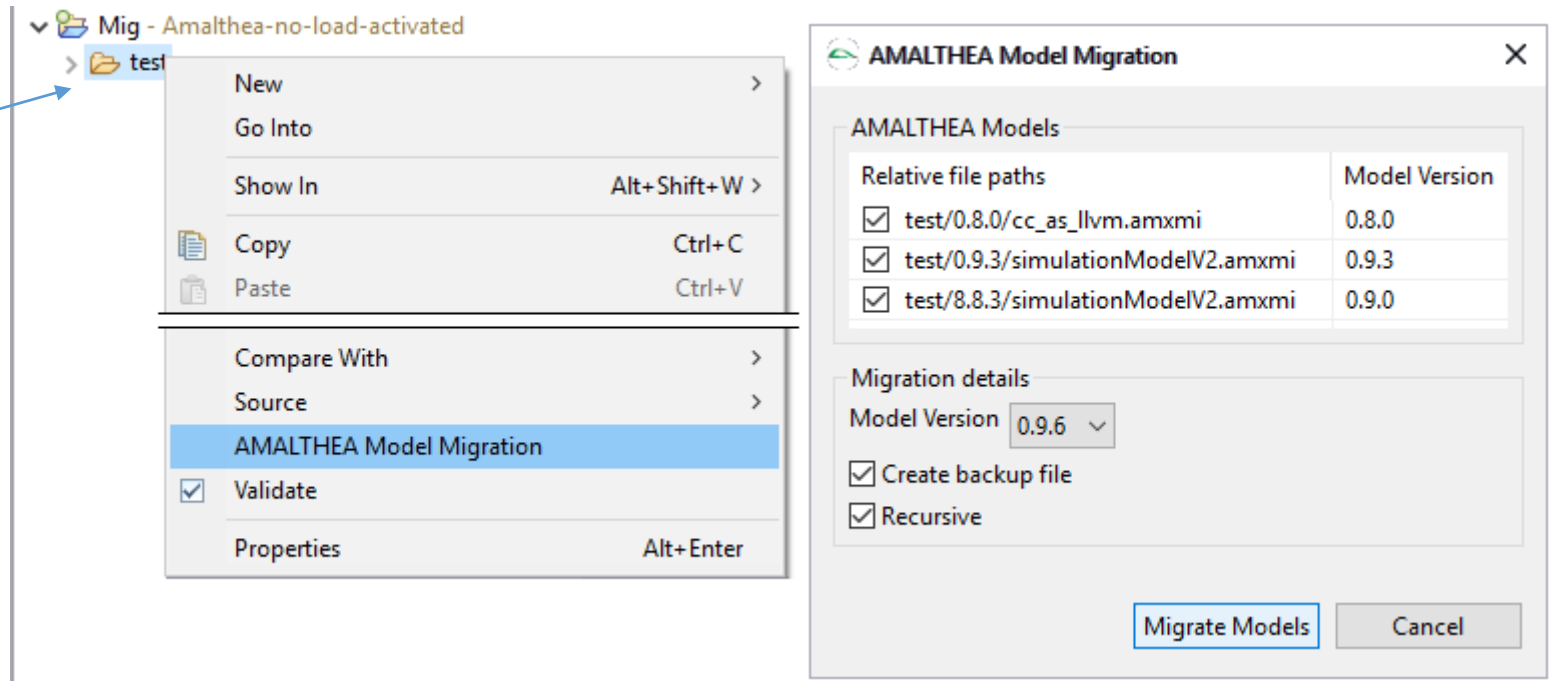 Mig - Amalthea-no-load-activated
test
New
Go Into
Show In Alt+Shift+W
Copy Ctrl+C
Paste Ctrl+V
Compare With
Source
AMALTHEA Model Migration
Validate
Properties Alt+Enter
AMALTHEA Model Migration
AMALTHEA Models
Relative file paths Model Version
test/0.8.0/cc_as_llvm.amxmi 0.8.0
test/0.9.3/simulationModelV2.amxmi 0.9.3
test/8.8.3/simulationModelV2.amxmi 0.9.0
Migration details
Model Version 0.9.6
Create backup file
Recursive
Migrate Models Cancel